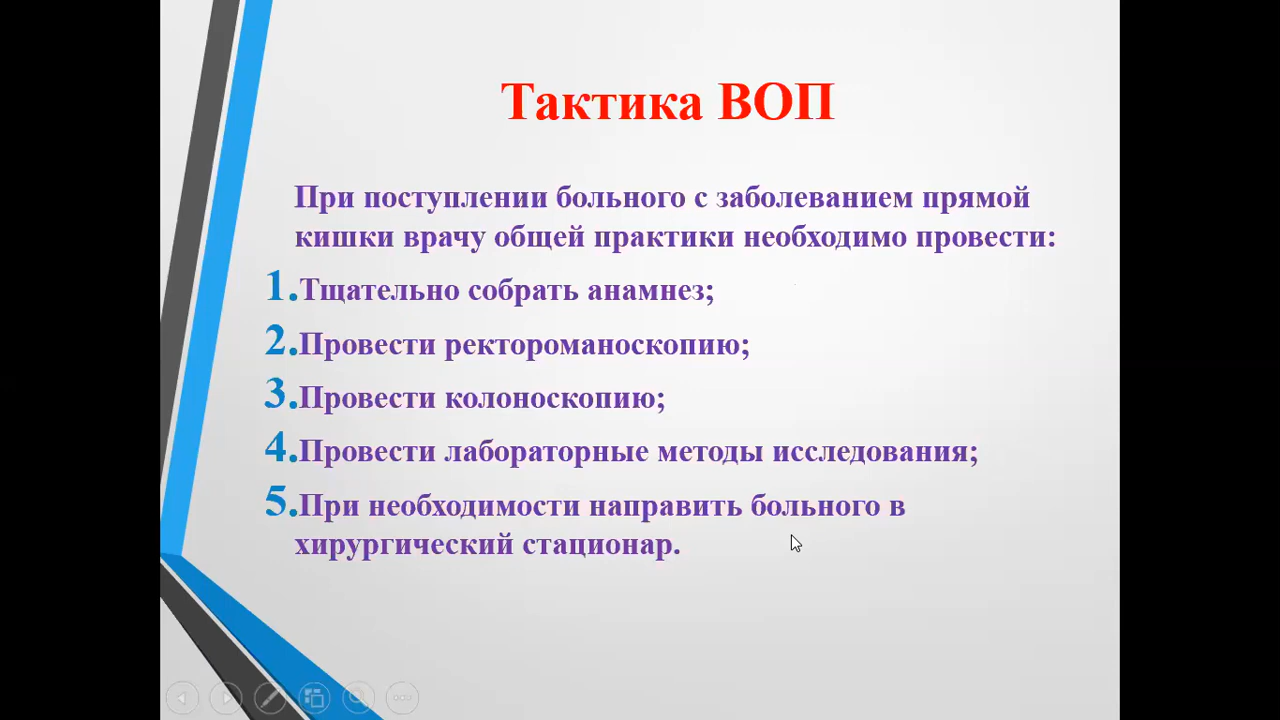 Тактика ВОП
При поступлении больного с заболеванием прямой
кишки врачу общей практики необходимо провести:
1.Тщательно собрать анамнез;
2.Провести ректороманоскопию;
3.Провести колоноскопию;
4.Провести лабораторные методы исследования;
5.При необходимости направить больного в
хирургический стационар.